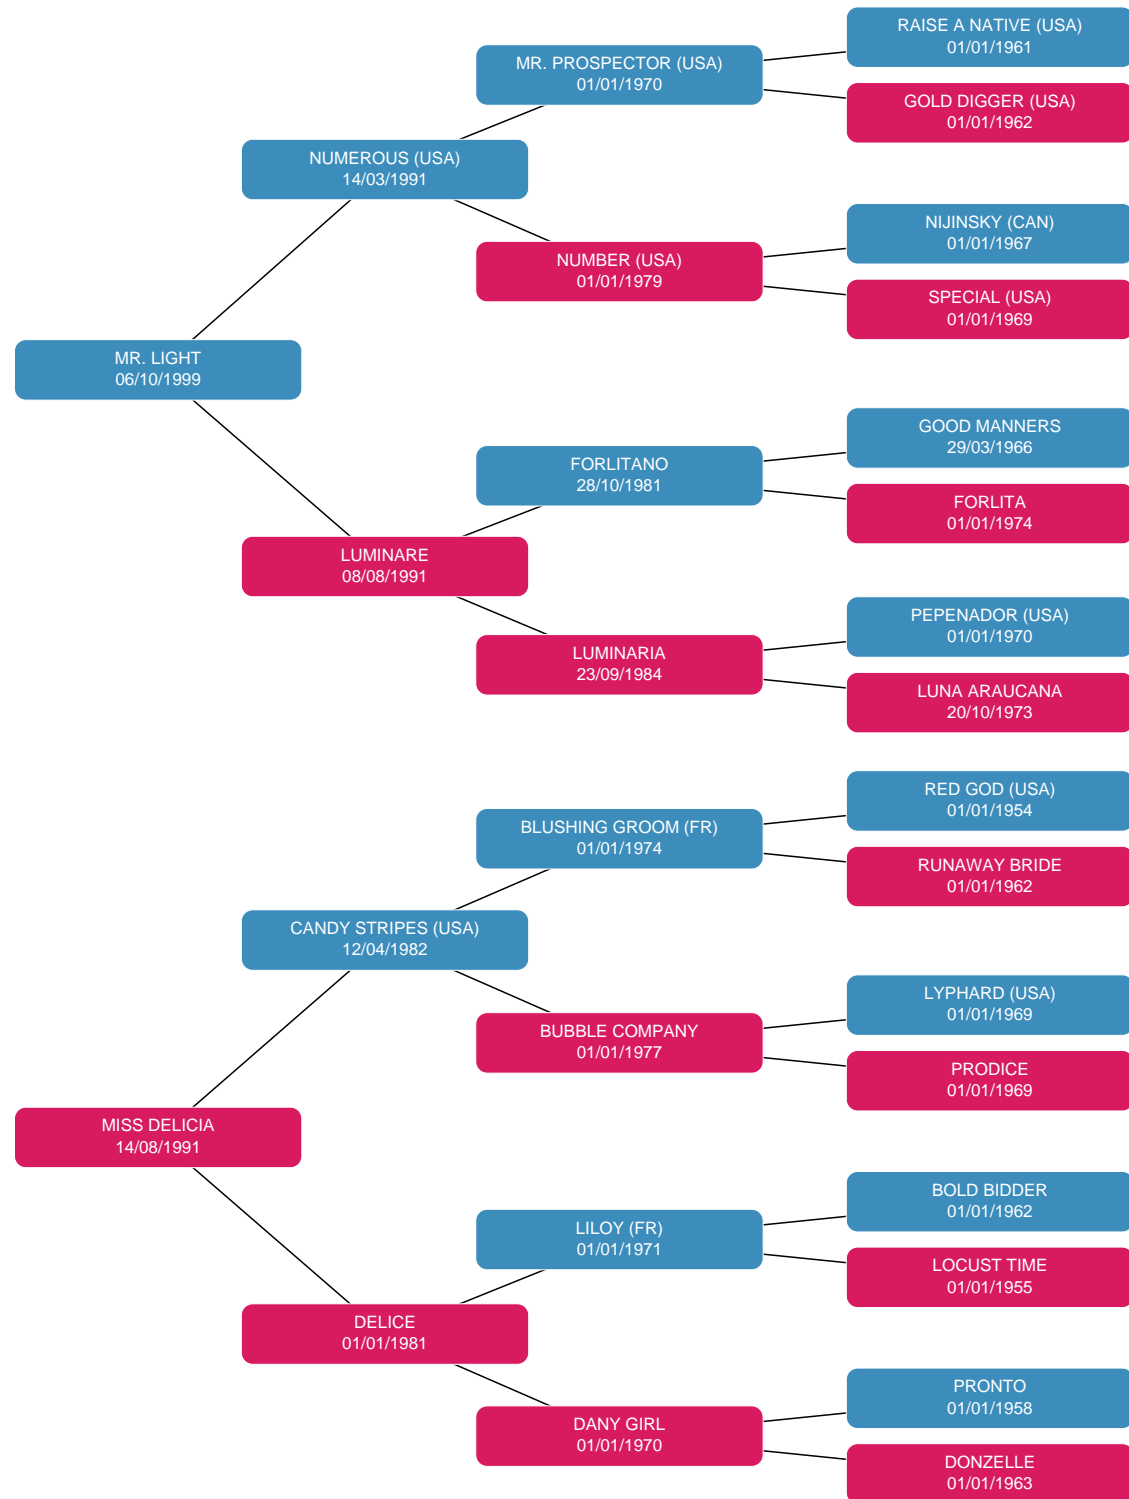 RAISE A NATIVE (USA)
01/01/1961
MR. PROSPECTOR (USA)
01/01/1970
GOLD DIGGER (USA)
01/01/1962
NUMEROUS (USA)
14/03/1991
NIJINSKY (CAN)
01/01/1967
NUMBER (USA)
01/01/1979
SPECIAL (USA)
01/01/1969
MR. LIGHT
06/10/1999
GOOD MANNERS
29/03/1966
FORLITANO
28/10/1981
FORLITA
01/01/1974
LUMINARE
08/08/1991
PEPENADOR (USA)
01/01/1970
LUMINARIA
23/09/1984
LUNA ARAUCANA
20/10/1973
RED GOD (USA)
01/01/1954
BLUSHING GROOM (FR)
01/01/1974
RUNAWAY BRIDE
01/01/1962
CANDY STRIPES (USA)
12/04/1982
LYPHARD (USA)
01/01/1969
BUBBLE COMPANY
01/01/1977
PRODICE
01/01/1969
MISS DELICIA
14/08/1991
BOLD BIDDER
01/01/1962
LILOY (FR)
01/01/1971
LOCUST TIME
01/01/1955
DELICE
01/01/1981
PRONTO
01/01/1958
DANY GIRL
01/01/1970
DONZELLE
01/01/1963